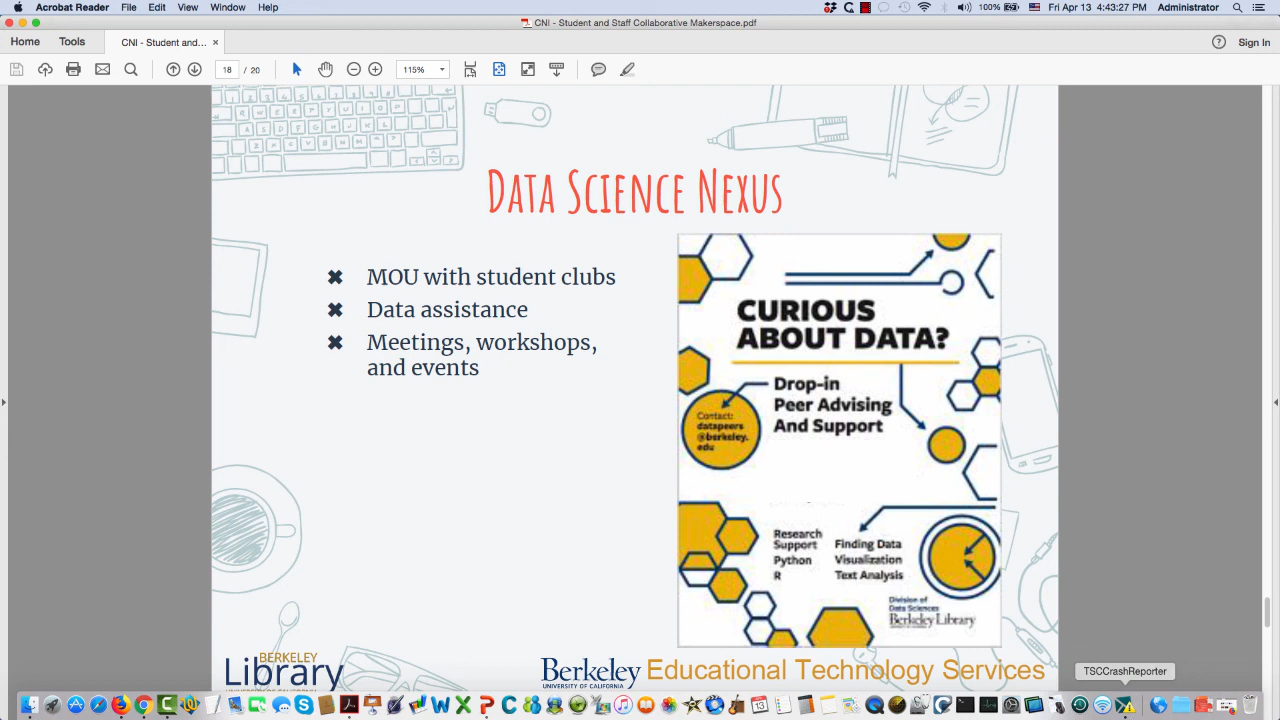 Acrobat Reader File Edit View Window Help
100% Fri Apr 13 4:43:27 PM Administrator
CNI - Student and Staff Collaborative Makerspace.pdf
Home Tools CNI - Student and... × Sign In
18 / 20 115%
DATA SCIENCE NEXUS
✖ MOU with student clubs
✖ Data assistance
✖ Meetings, workshops,
and events
CURIOUS
ABOUT DATA?
Drop-in
Peer Advising
And Support
Contact:
datapeers
@berkeley.
edu
Research
Support
Python
R
Finding Data
Visualization
Text Analysis
Division of
Data Sciences
Berkeley Library
BERKELEY
Library
Berkeley Educational Technology Services
UNIVERSITY OF CALIFORNIA
TSCCrashReporter